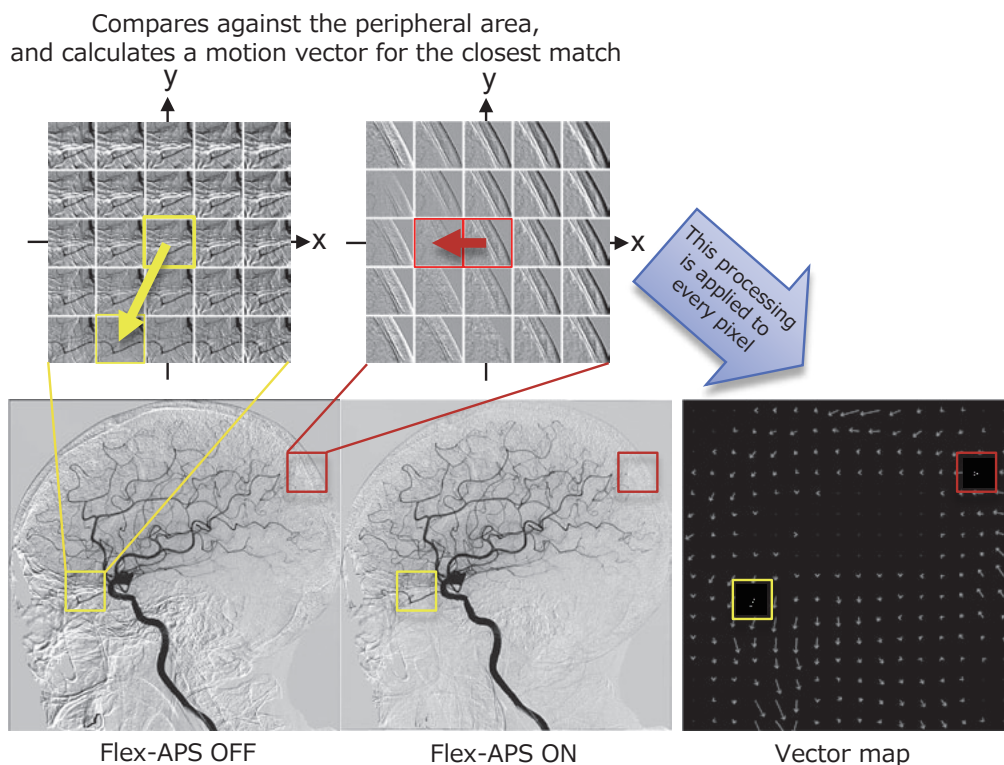 Compares against the peripheral area,
and calculates a motion vector for the closest match
y
y
x
x
This processing
is applied to
every pixel
Flex-APS OFF
Flex-APS ON
Vector map